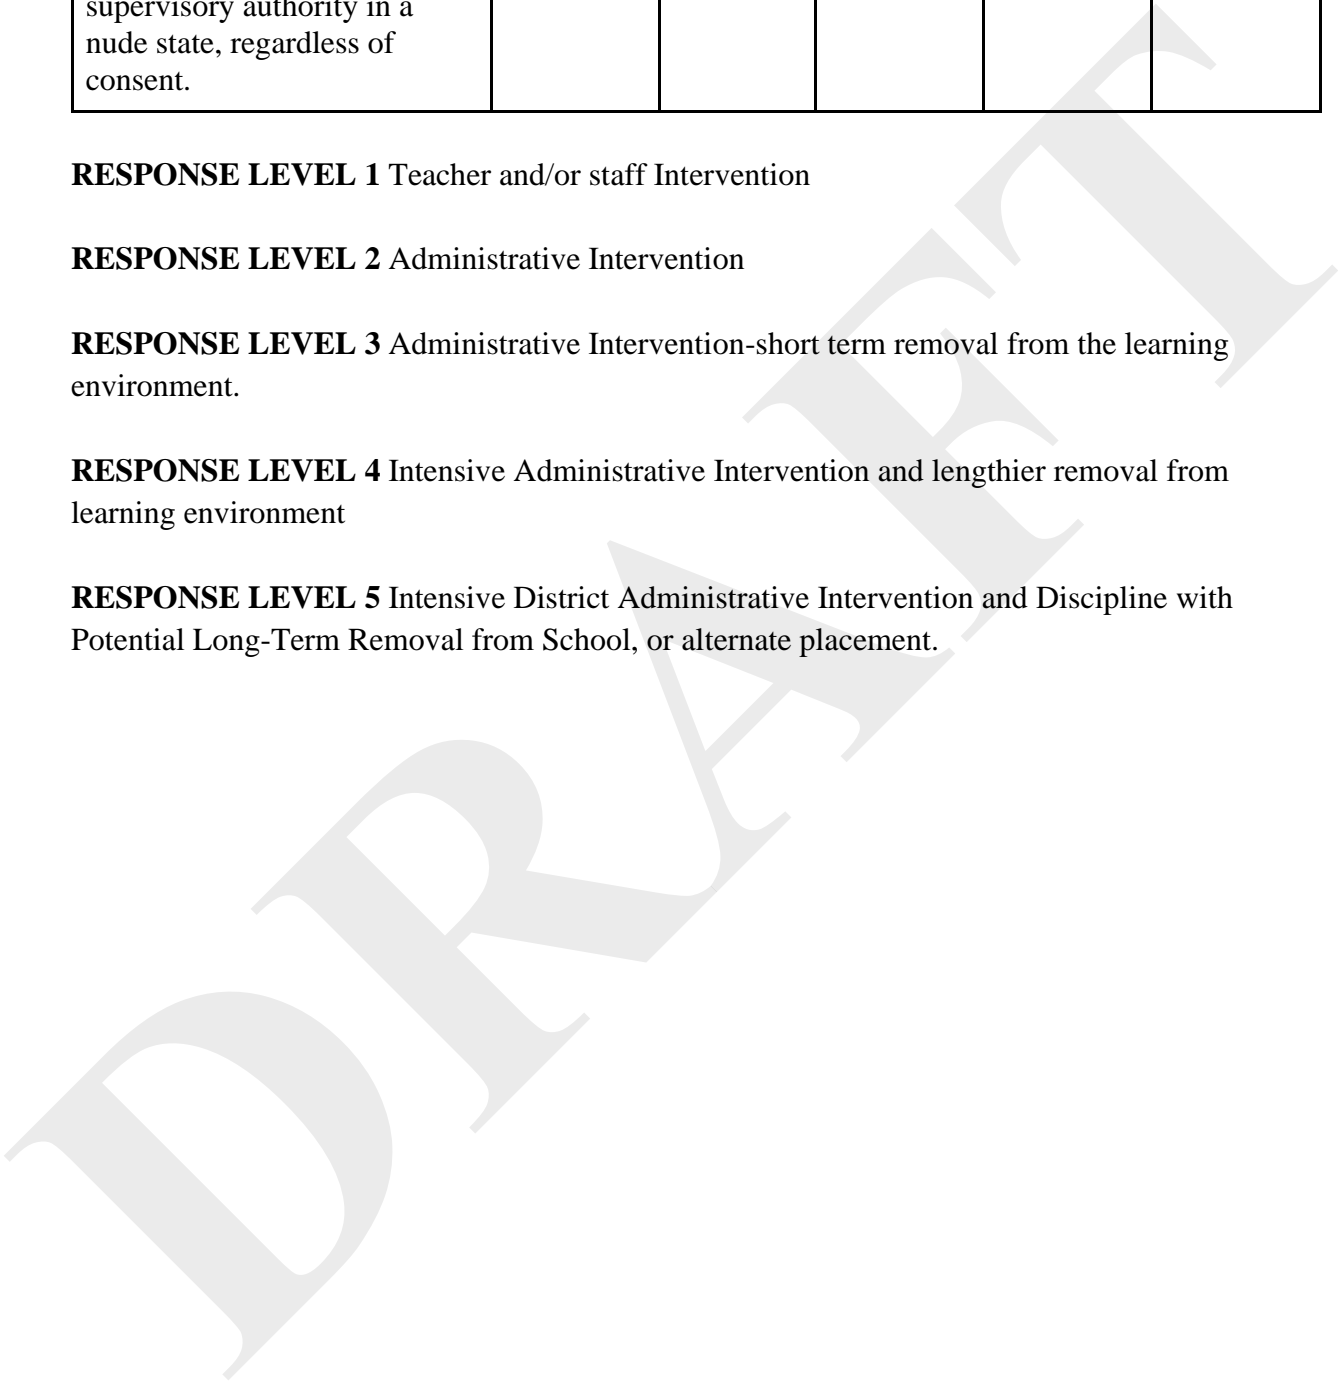 supervisory authority in a
nude state, regardless of
consent.
RESPONSE LEVEL 1 Teacher and/or staff Intervention
RESPONSE LEVEL 2 Administrative Intervention
RESPONSE LEVEL 3 Administrative Intervention-short term removal from the learning
environment.
RESPONSE LEVEL 4 Intensive Administrative Intervention and lengthier removal from
learning environment
RESPONSE LEVEL 5 Intensive District Administrative Intervention and Discipline with
Potential Long-Term Removal from School, or alternate placement.
DRAFT